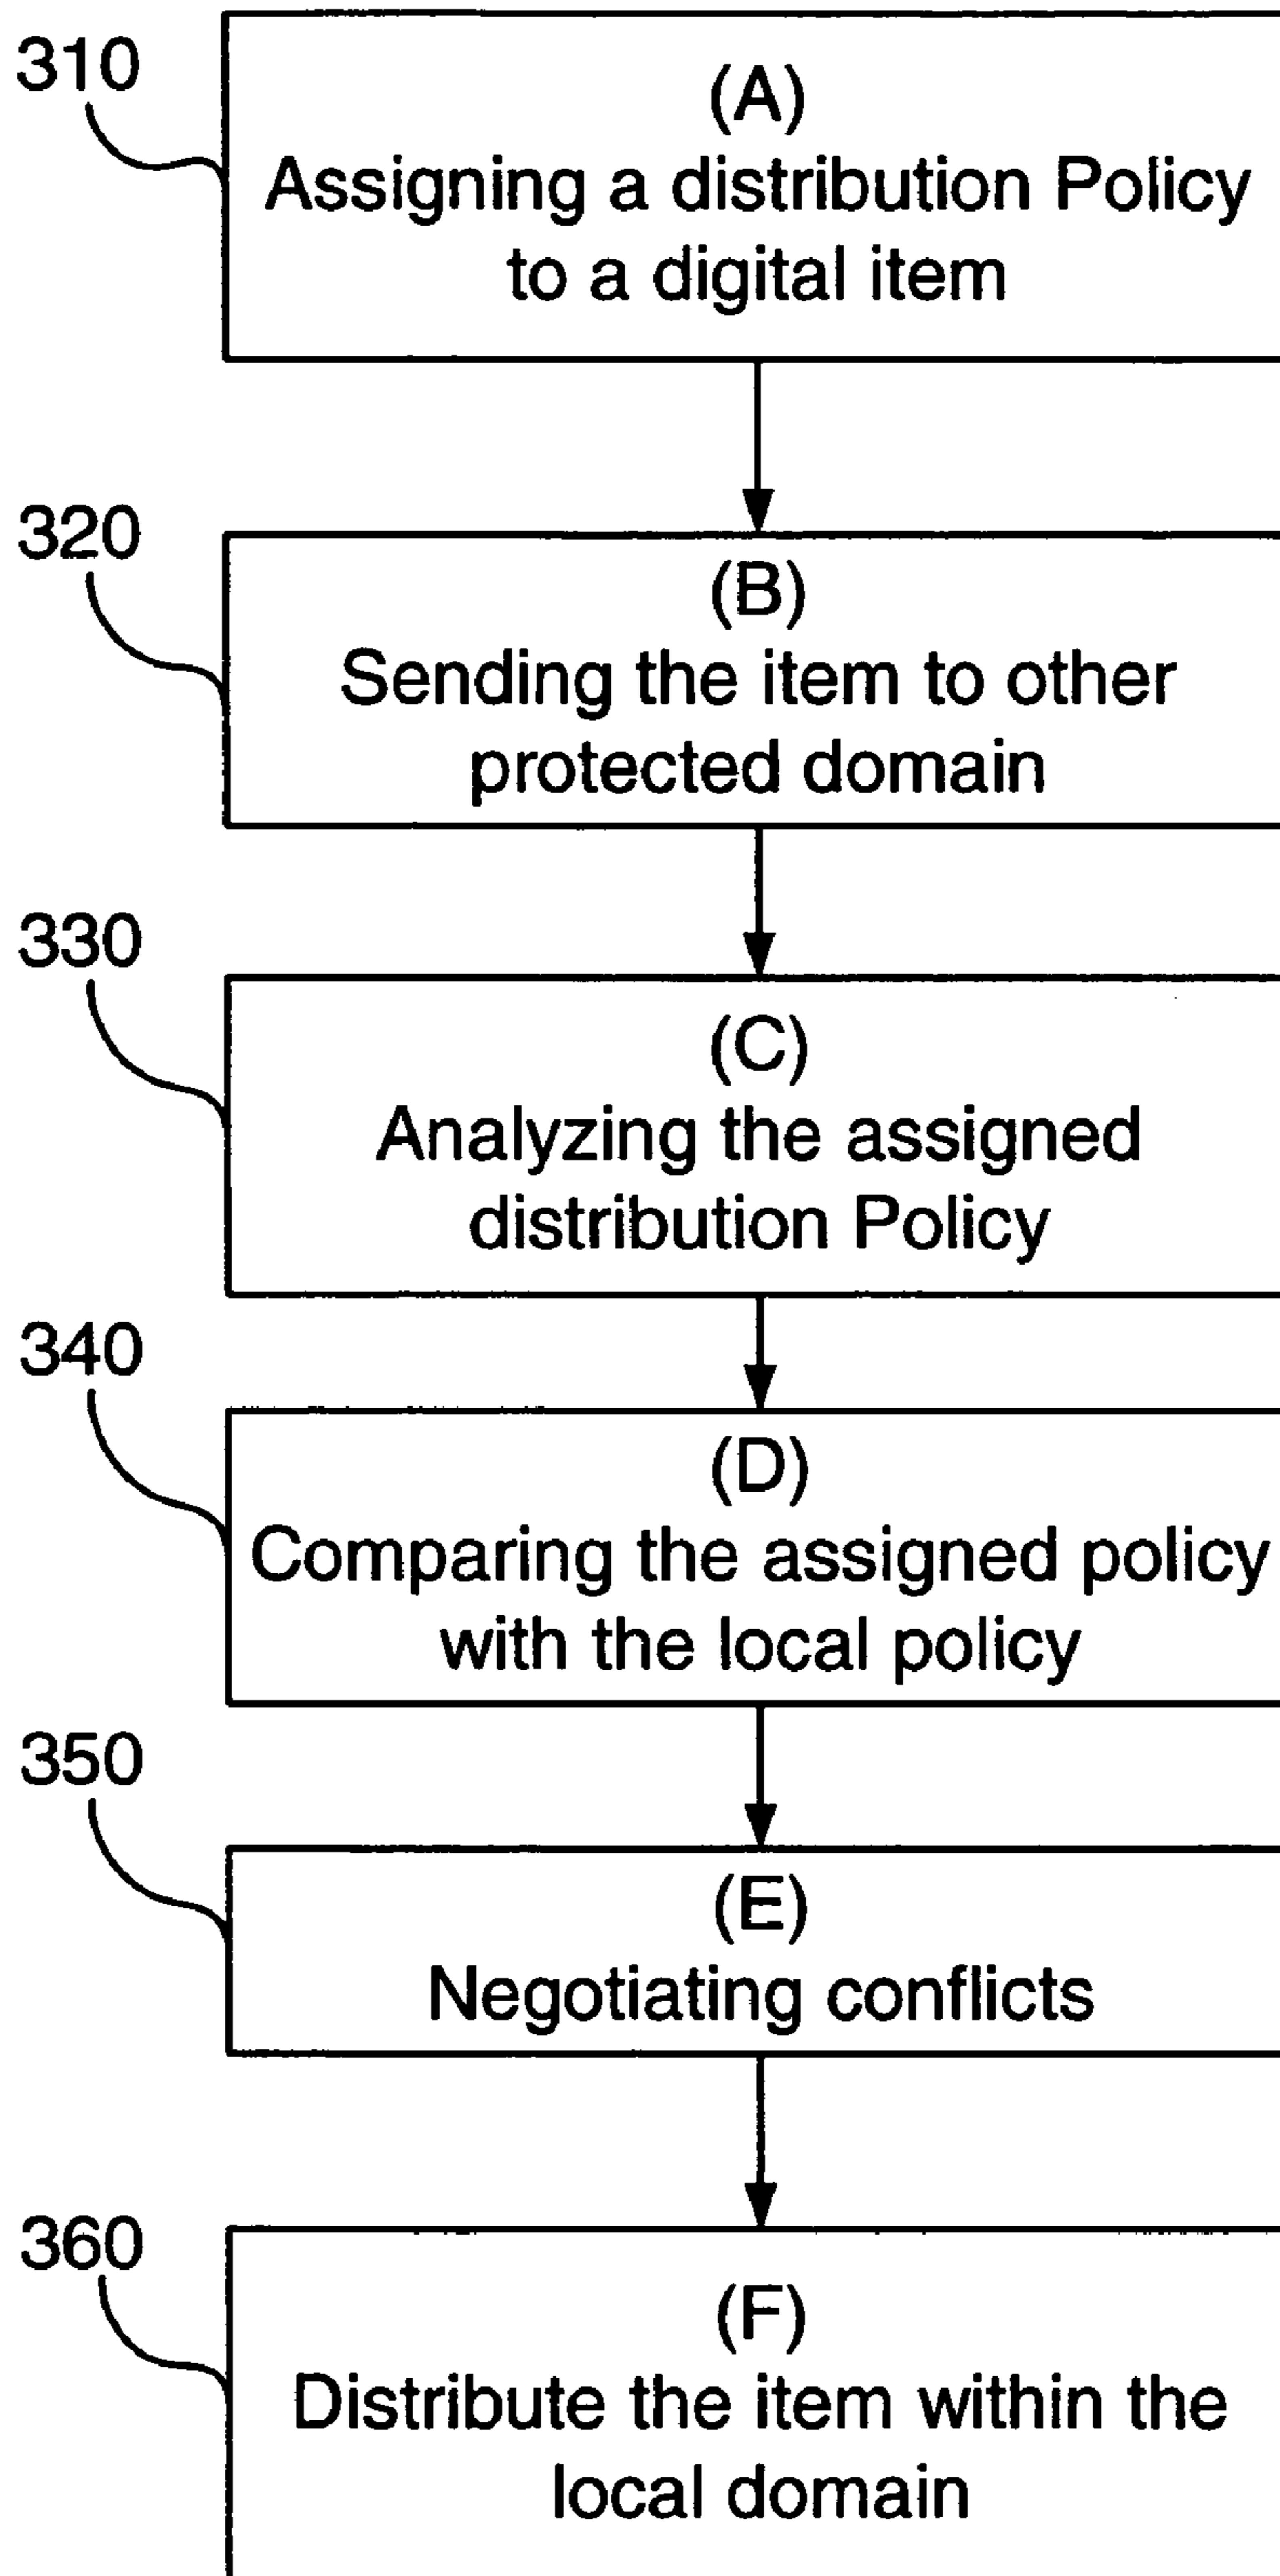 310
(A)
Assigning a distribution Policy
to a digital item
320
(B)
Sending the item to other
protected domain
330
(C)
Analyzing the assigned
distribution Policy
340
(D)
Comparing the assigned policy
with the local policy
350
(E)
Negotiating conflicts
360
(F)
Distribute the item within the
local domain